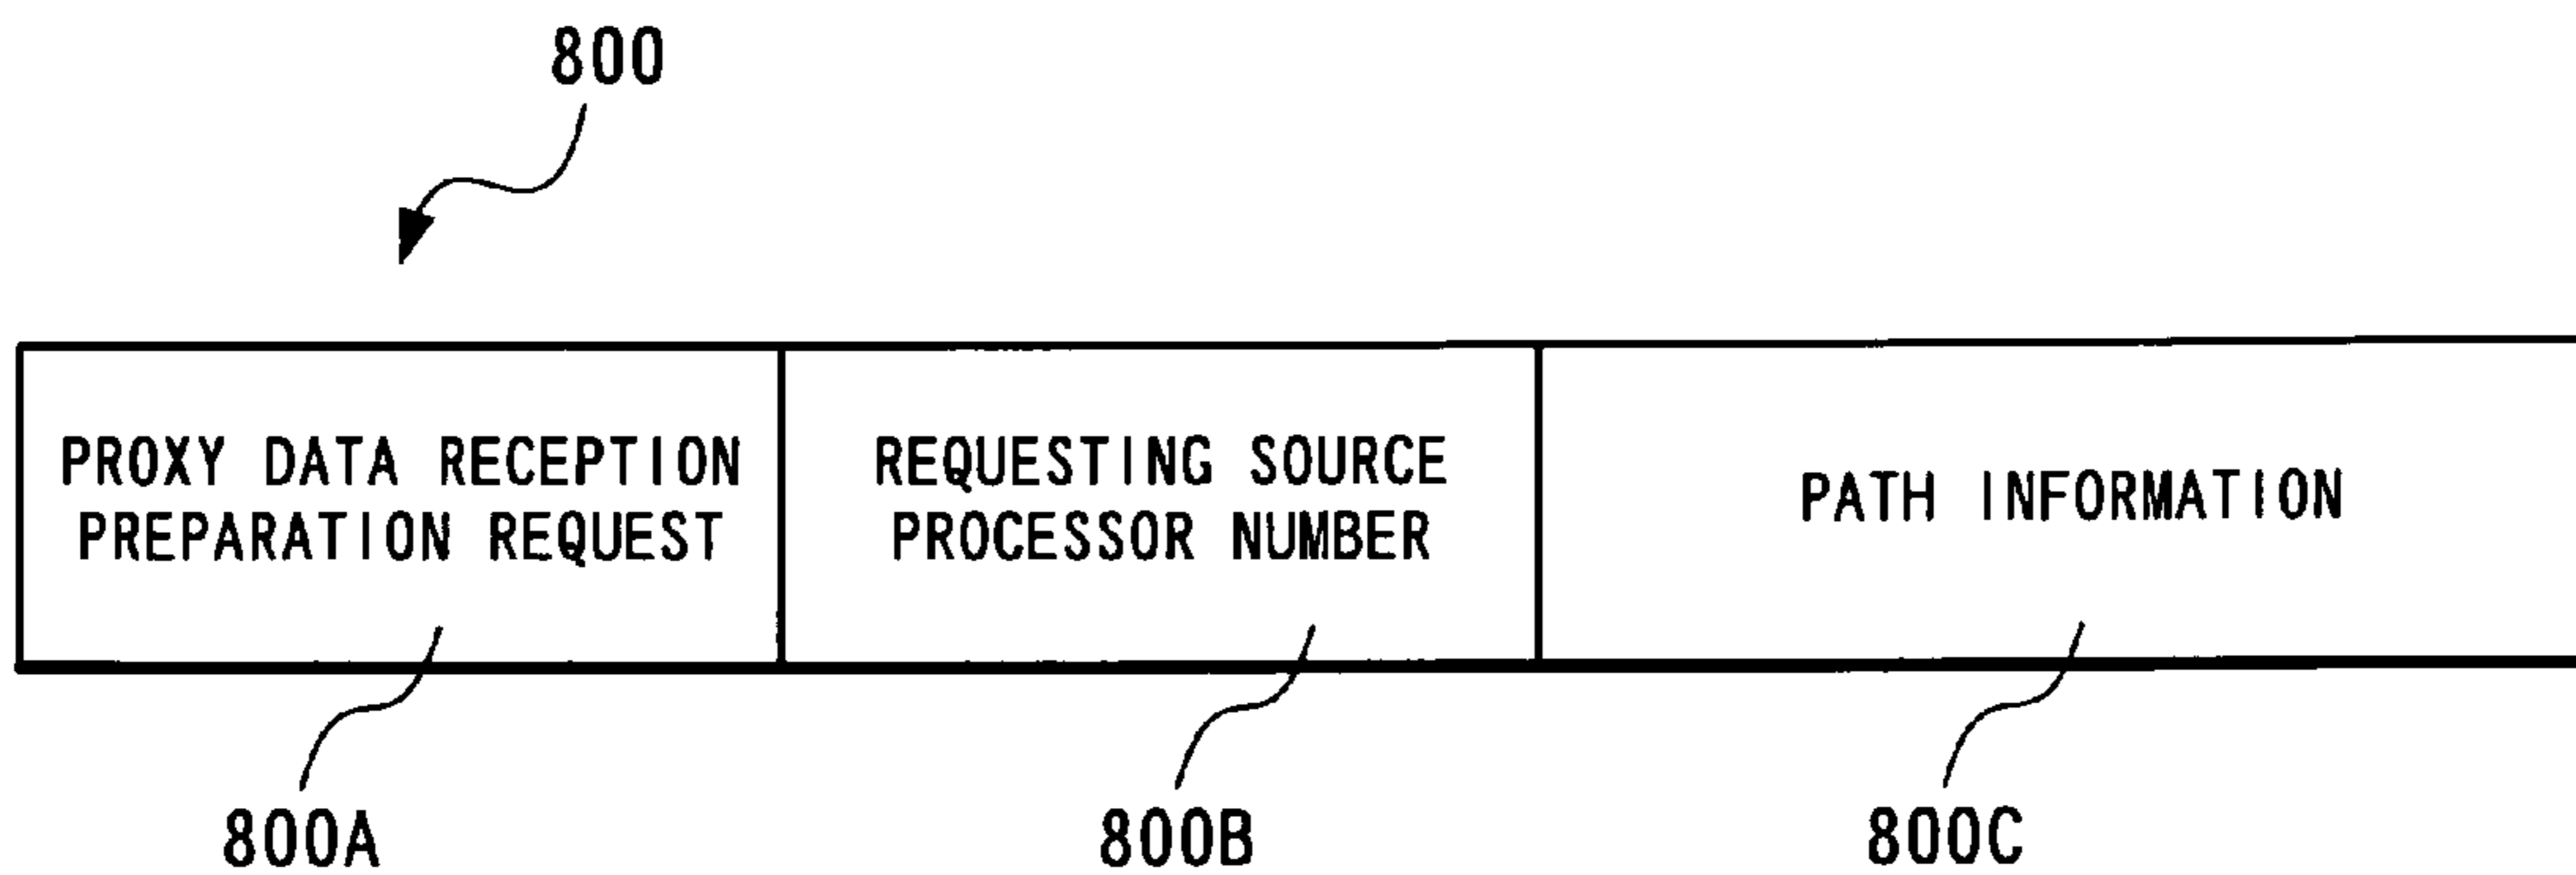 800
PROXY DATA RECEPTION
PREPARATION REQUEST
REQUESTING SOURCE
PROCESSOR NUMBER
PATH INFORMATION
800A
800B
800C